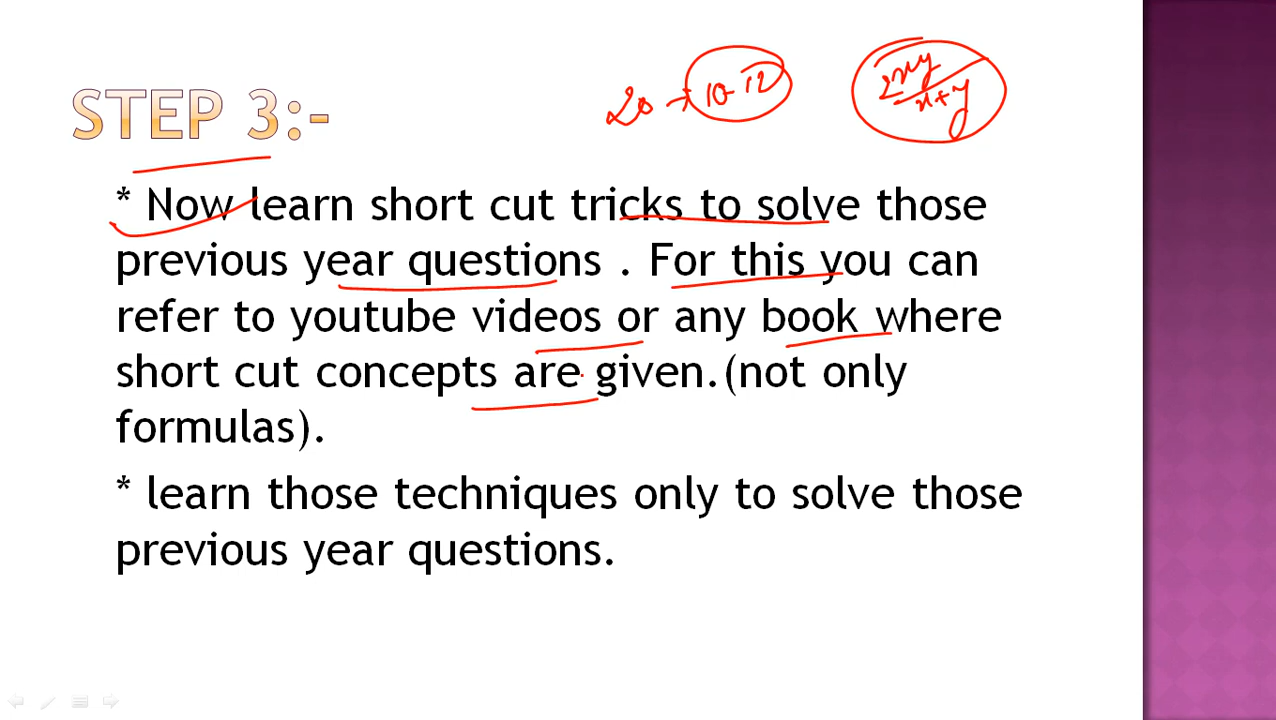 20 → 10-12
2xy
x+y
STEP 3:-
* Now learn short cut tricks to solve those
previous year questions . For this you can
refer to youtube videos or any book where
short cut concepts are given.(not only
formulas).
* learn those techniques only to solve those
previous year questions.